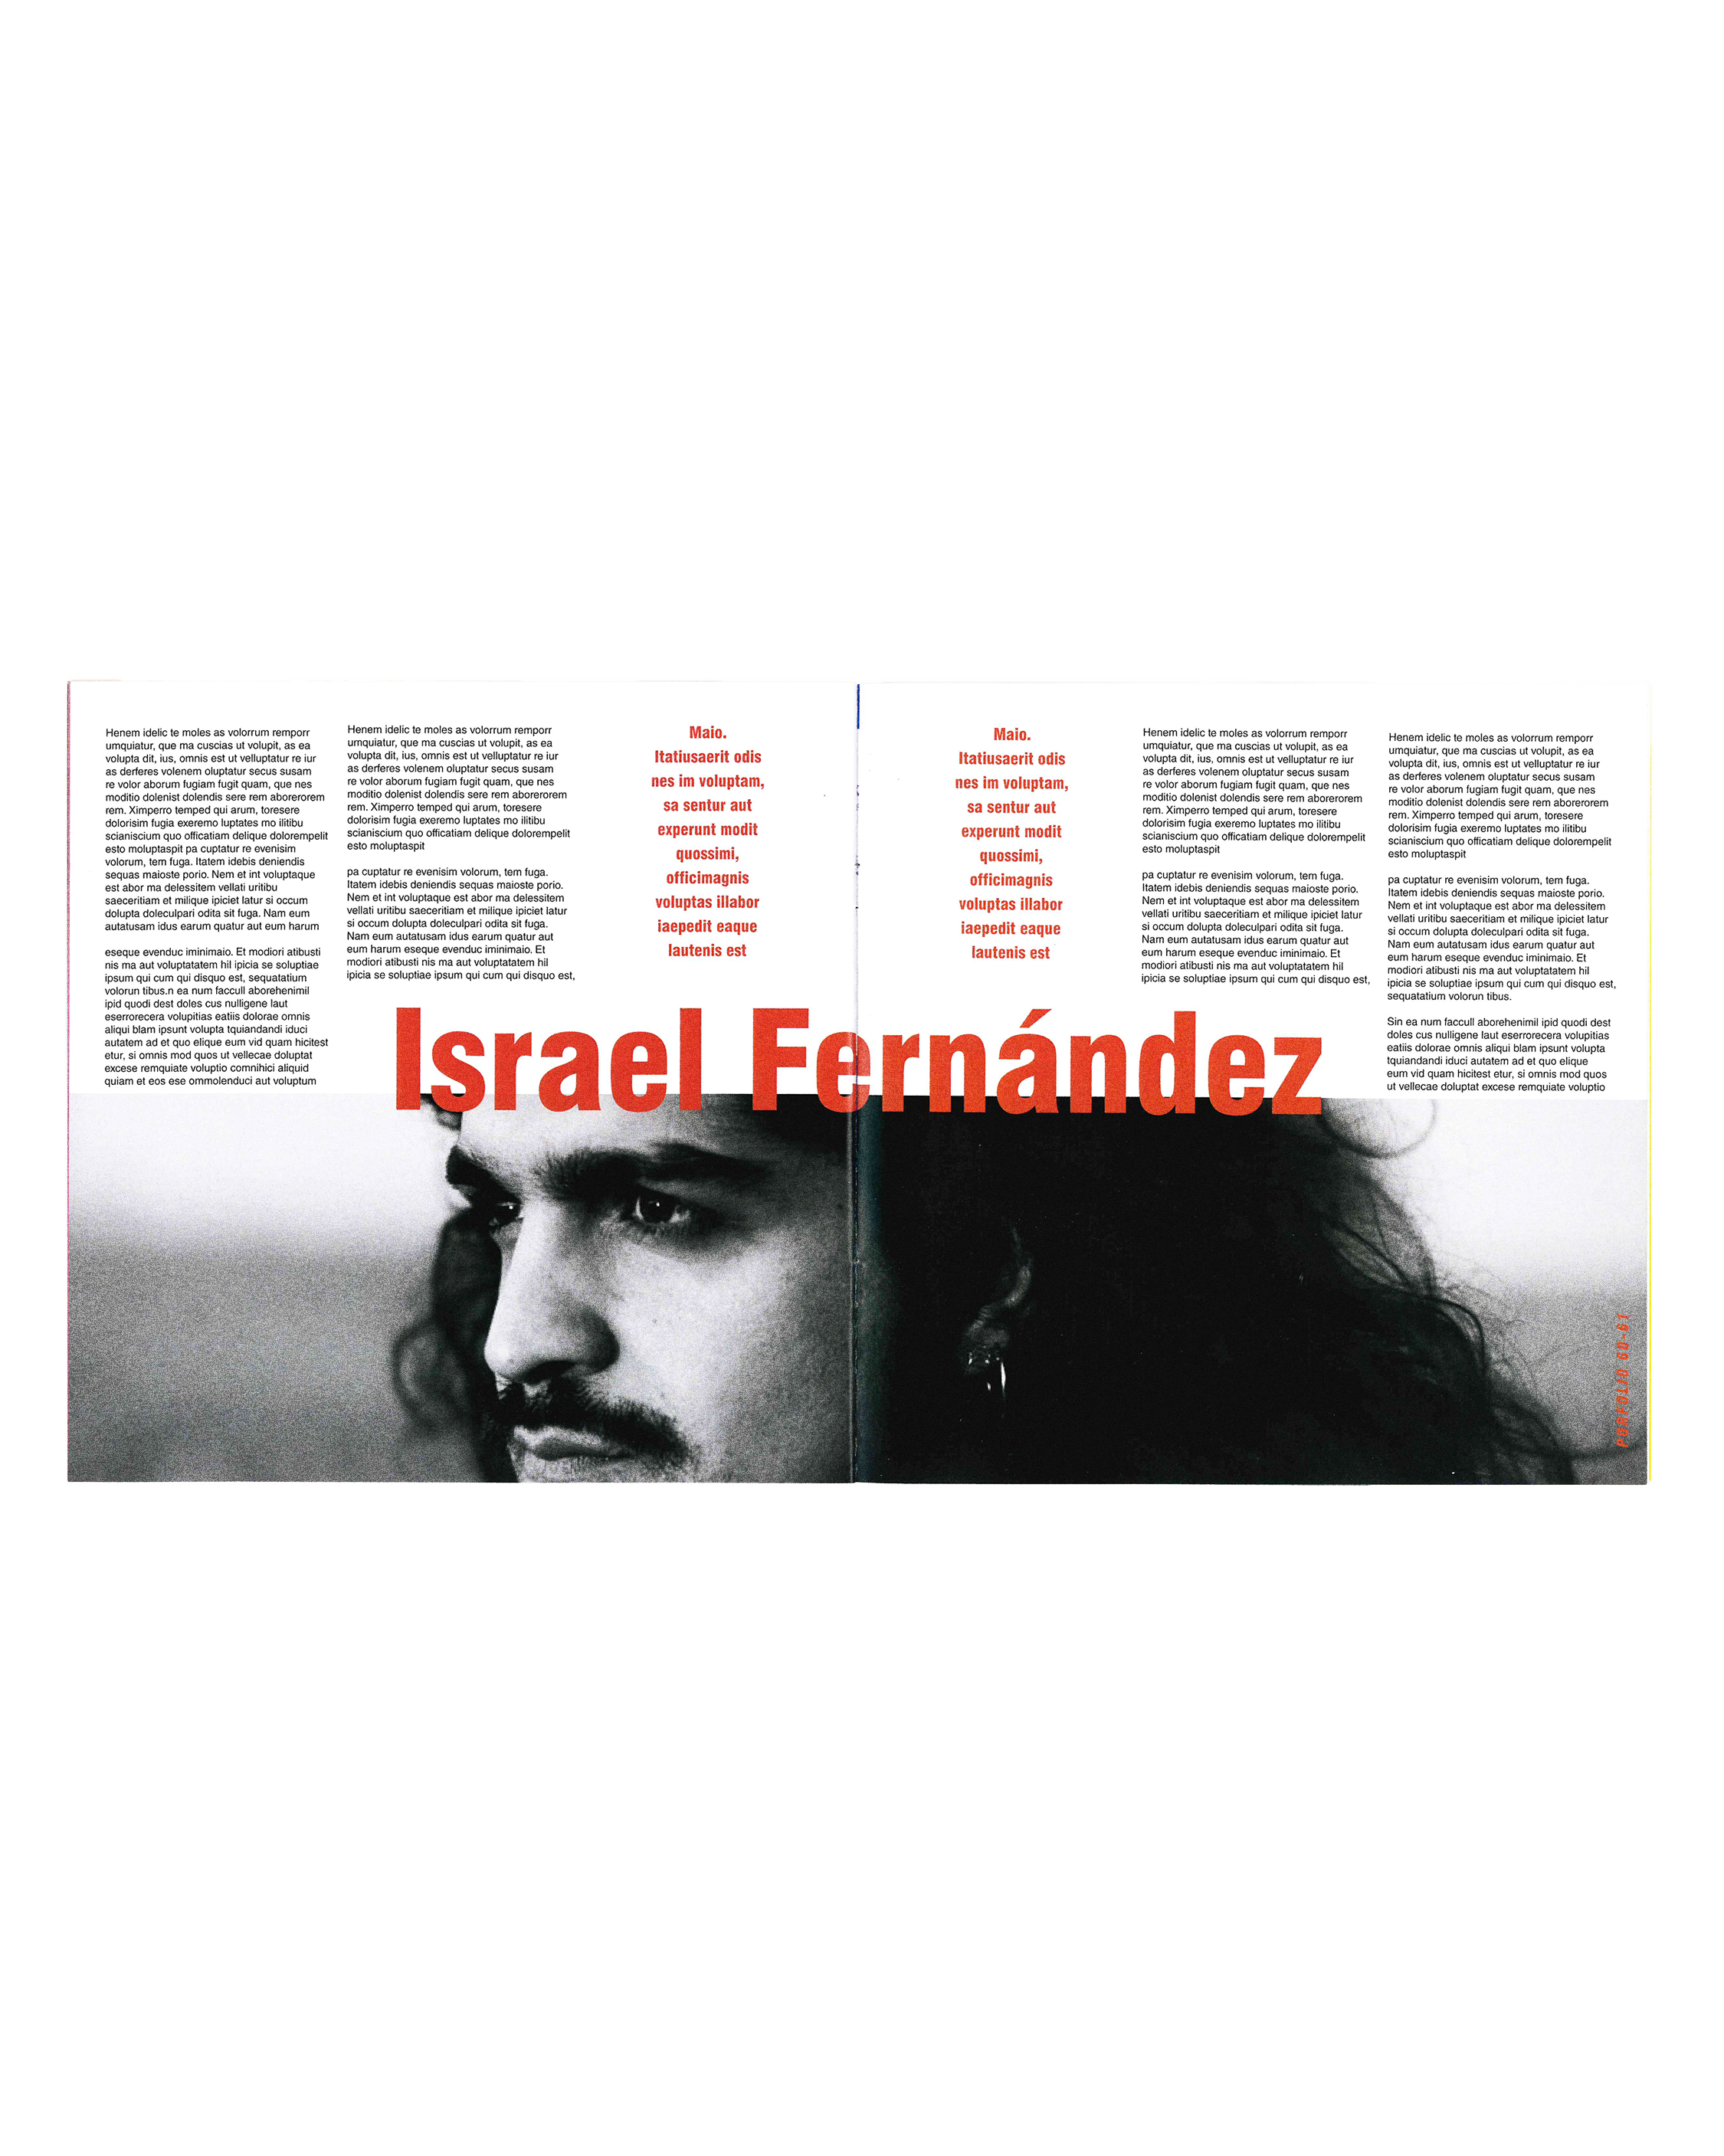 Henem idelic te moles as volorrum remporr
umquiatur, que ma cuscias ut volupit, as ea
volupta dit, ius, omnis est ut velluptatur re iur
as derferes volenem oluptatur secus susam
re volor aborum fugiam fugit quam, que nes
moditio dolenist dolendis sere rem aborerorem
rem. Ximperro temped qui arum, toresere
dolorisim fugia exeremo luptates mo ilitibu
scianiscium quo officatiam delique dolorempelit
esto moluptaspit pa cuptatur re evenisim
volorum, tem fuga. Itatem idebis deniendis
sequas maioste porio. Nem et int voluptaque
est abor ma delessitem vellati uritibu
saeceritiam et milique ipiciet latur si occum
dolupta doleculpari odita sit fuga. Nam eum
autatusam idus earum quatur aut eum harum
eseque evenduc iminimaio. Et modiori atibusti
nis ma aut voluptatatem hil ipicia se soluptiae
ipsum qui cum qui disquo est, sequatatium
volorun tibus.n ea num faccull aborehenimil
ipid quodi dest doles cus nulligene laut
eserrorecera volupitias eatiis dolorae omnis
aliqui blam ipsunt volupta tquiandandi iduci
autatem ad et quo elique eum vid quam hicitest
etur, si omnis mod quos ut vellecae doluptat
excese remquiate voluptio comnihici aliquid
quiam et eos ese ommolenduci aut voluptum
Henem idelic te moles as volorrum remporr
umquiatur, que ma cuscias ut volupit, as ea
volupta dit, ius, omnis est ut velluptatur re iur
as derferes volenem oluptatur secus susam
re volor aborum fugiam fugit quam, que nes
moditio dolenist dolendis sere rem aborerorem
rem. Ximperro temped qui arum, toresere
dolorisim fugia exeremo luptates mo ilitibu
scianiscium quo officatiam delique dolorempelit
esto moluptaspit
pa cuptatur re evenisim volorum, tem fuga.
Itatem idebis deniendis sequas maioste porio.
Nem et int voluptaque est abor ma delessitem
vellati uritibu saeceritiam et milique ipiciet latur
si occum dolupta doleculpari odita sit fuga.
Nam eum autatusam idus earum quatur aut
eum harum eseque evenduc iminimaio. Et
modiori atibusti nis ma aut voluptatatem hil
ipicia se soluptiae ipsum qui cum qui disquo est,
Maio.
Itatiusaerit odis
nes im voluptam,
sa sentur aut
experunt modit
quossimi,
officimagnis
voluptas illabor
iaepedit eaque
lautenis est
Maio.
Itatiusaerit odis
nes im voluptam,
sa sentur aut
experunt modit
quossimi,
officimagnis
voluptas illabor
iaepedit eaque
lautenis est
Henem idelic te moles as volorrum remporr
umquiatur, que ma cuscias ut volupit, as ea
volupta dit, ius, omnis est ut velluptatur re iur
as derferes volenem oluptatur secus susam
re volor aborum fugiam fugit quam, que nes
moditio dolenist dolendis sere rem aborerorem
rem. Ximperro temped qui arum, toresere
dolorisim fugia exeremo luptates mo ilitibu
scianiscium quo officatiam delique dolorempelit
esto moluptaspit
pa cuptatur re evenisim volorum, tem fuga.
Itatem idebis deniendis sequas maioste porio.
Nem et int voluptaque est abor ma delessitem
vellati uritibu saeceritiam et milique ipiciet latur
si occum dolupta doleculpari odita sit fuga.
Nam eum autatusam idus earum quatur aut
eum harum eseque evenduc iminimaio. Et
modiori atibusti nis ma aut voluptatatem hil
ipicia se soluptiae ipsum qui cum qui disquo est,
Henem idelic te moles as volorrum remporr
umquiatur, que ma cuscias ut volupit, as ea
volupta dit, ius, omnis est ut velluptatur re iur
as derferes volenem oluptatur secus susam
re volor aborum fugiam fugit quam, que nes
moditio dolenist dolendis sere rem aborerorem
rem. Ximperro temped qui arum, toresere
dolorisim fugia exeremo luptates mo ilitibu
scianiscium quo officatiam delique dolorempelit
esto moluptaspit
pa cuptatur re evenisim volorum, tem fuga.
Itatem idebis deniendis sequas maioste porio.
Nem et int voluptaque est abor ma delessitem
vellati uritibu saeceritiam et milique ipiciet latur
si occum dolupta doleculpari odita sit fuga.
Nam eum autatusam idus earum quatur aut
eum harum eseque evenduc iminimaio. Et
modiori atibusti nis ma aut voluptatatem hil
ipicia se soluptiae ipsum qui cum qui disquo est,
sequatatium volorun tibus.
Sin ea num faccull aborehenimil ipid quodi dest
doles cus nulligene laut eserrorecera volupitias
eatiis dolorae omnis aliqui blam ipsunt volupta
tquiandandi iduci autatem ad et quo elique
eum vid quam hicitest etur, si omnis mod quos
ut vellecae doluptat excese remquiate voluptio
Israel Fernández
PORFOLIO 60-61